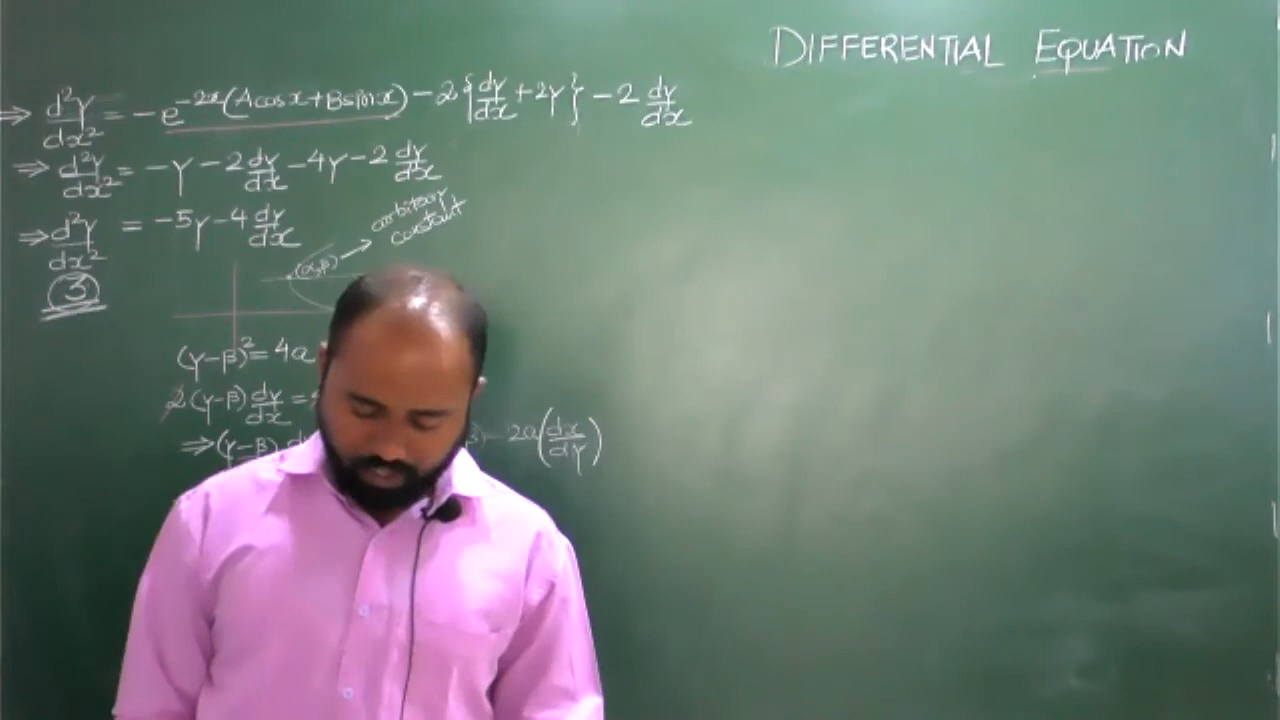 DIFFERENTIAL EQUATION
⇒ d²y/dx² = -e^(-2x)(Acosx+Bsinx) - 2{dy/dx+2y} - 2 dy/dx
⇒ d²y/dx² = -y - 2 dy/dx - 4y - 2 dy/dx
⇒ d²y/dx² = -5y - 4 dy/dx
(α,β) → arbitrary constant
③
(y-β)² = 4a
2(y-β) dy/dx =
⇒ (y-β) - 2a(dx/dy)